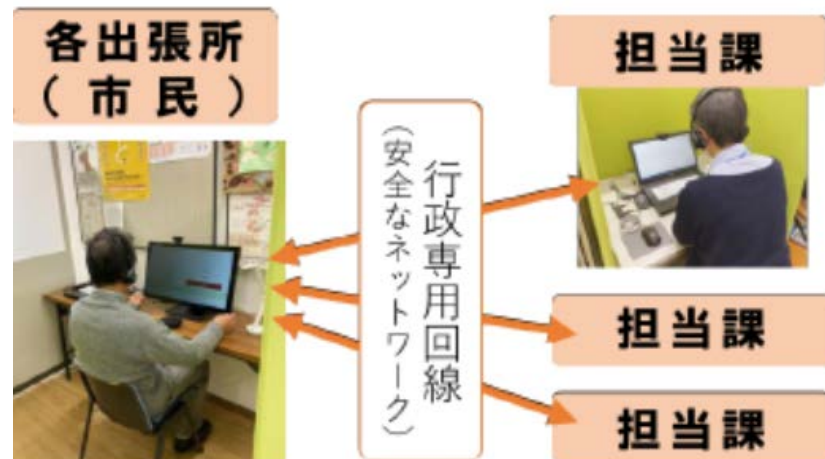 各出張所
（市民）
担当課
行政専用回線
（安全なネットワーク）
担当課
担当課